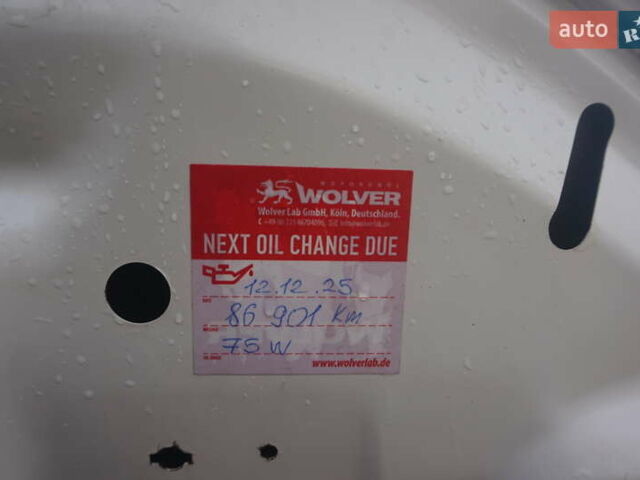 auto
MOTORENÖL
WOLVER
Wolver Lab GmbH, Köln, Deutschland.
NEXT OIL CHANGE DUE
12.12.25
86 901 km
75 W
www.wolverlab.de